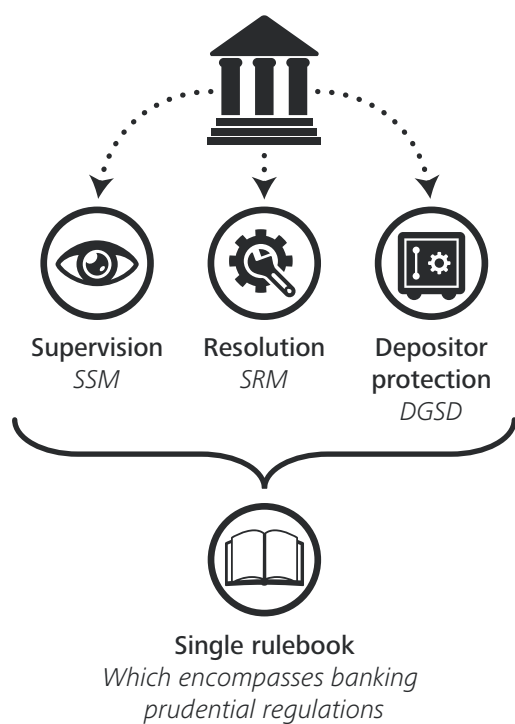 Supervision
SSM
Resolution
SRM
Depositor
protection
DGSD
Single rulebook
Which encompasses banking
prudential regulations